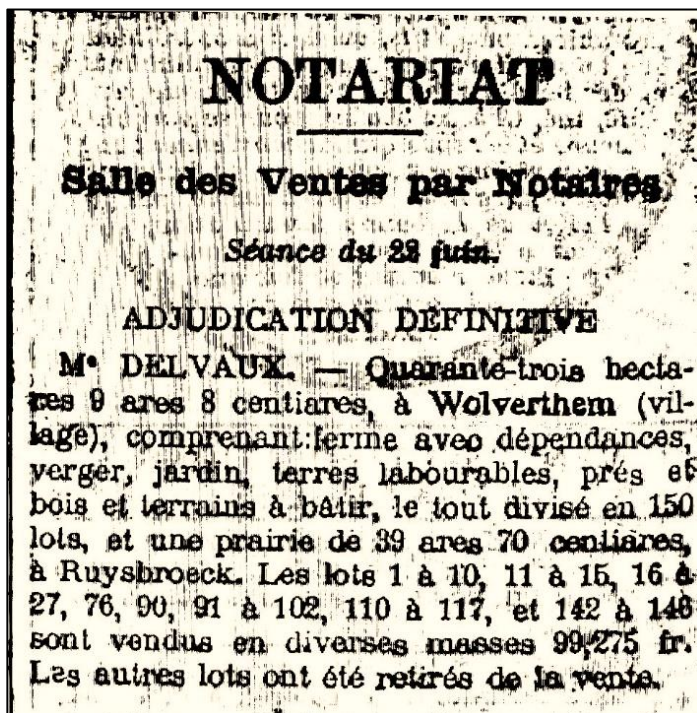 NOTARIAT
Salle des Ventes par Notaires
Séance du 22 juin.
ADJUDICATION DÉFINITIVE
Mᵉ DELVAUX. — Quarante-trois hecta-
res 9 ares 8 centiares, à Wolverthem (vil-
lage), comprenant: ferme avec dépendances,
verger, jardin, terres labourables, prés et
bois et terrains à bâtir, le tout divisé en 150
lots, et une prairie de 39 ares 70 centiares,
à Ruysbroeck. Les lots 1 à 10, 11 à 15, 16 à
27, 76, 90, 91 à 102, 110 à 117, et 142 à
sont vendus en diverses masses 99,275 fr.
Les autres lots ont été retirés de la vente.